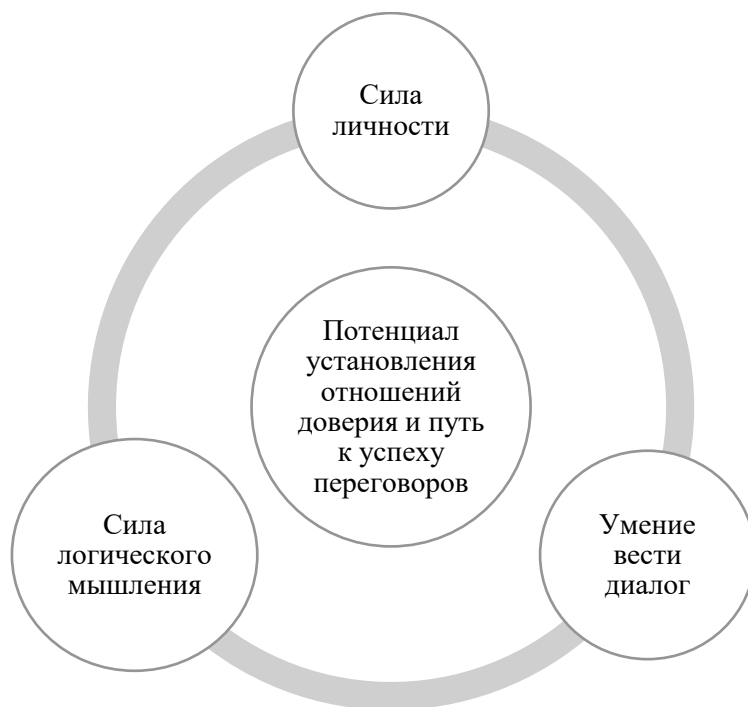 Сила
личности
Потенциал
установления
отношений
доверия и путь
к успеху
переговоров
Сила
логического
мышления
Умение
вести
диалог